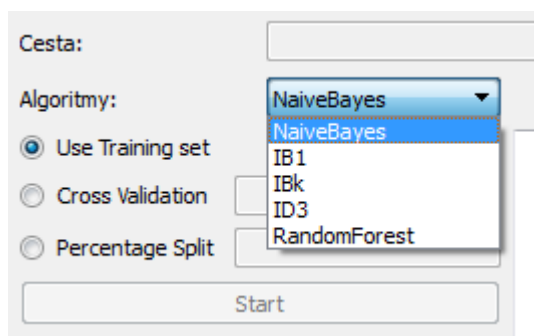 Cesta:
Algoritmy:
NaiveBayes
NaiveBayes
Use Training set
IB1
IBk
Cross Validation
ID3
RandomForest
Percentage Split
Start